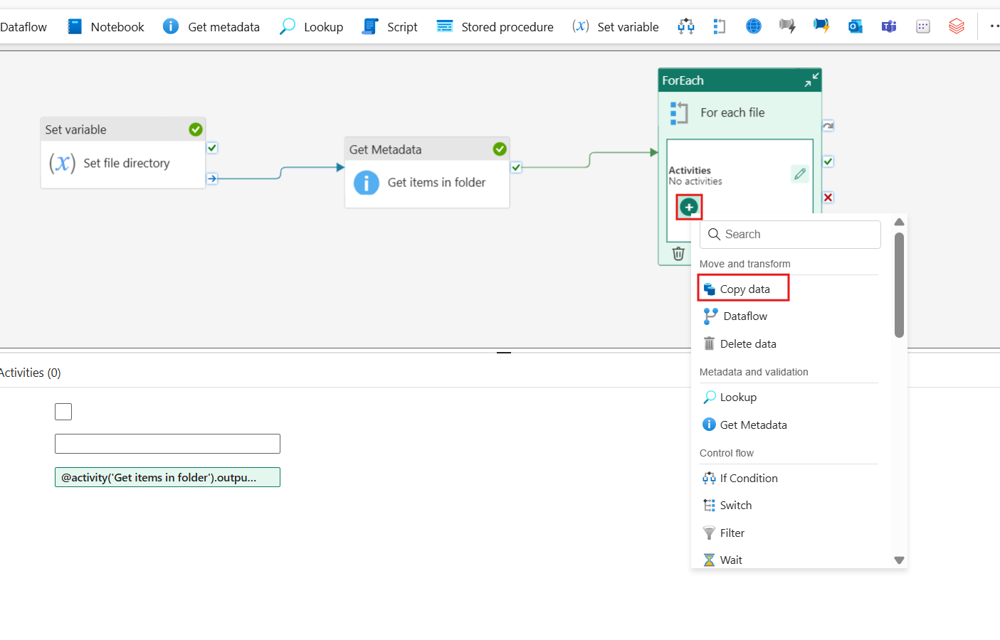 Dataflow Notebook Get metadata Lookup Script Stored procedure (x) Set variable
ForEach
For each file
Set variable
(x) Set file directory
Get Metadata
Get items in folder
Activities
No activities
Search
Move and transform
Copy data
Dataflow
Delete data
Metadata and validation
Lookup
Get Metadata
Control flow
If Condition
Switch
Filter
Wait
Activities (0)
@activity('Get items in folder').outpu...